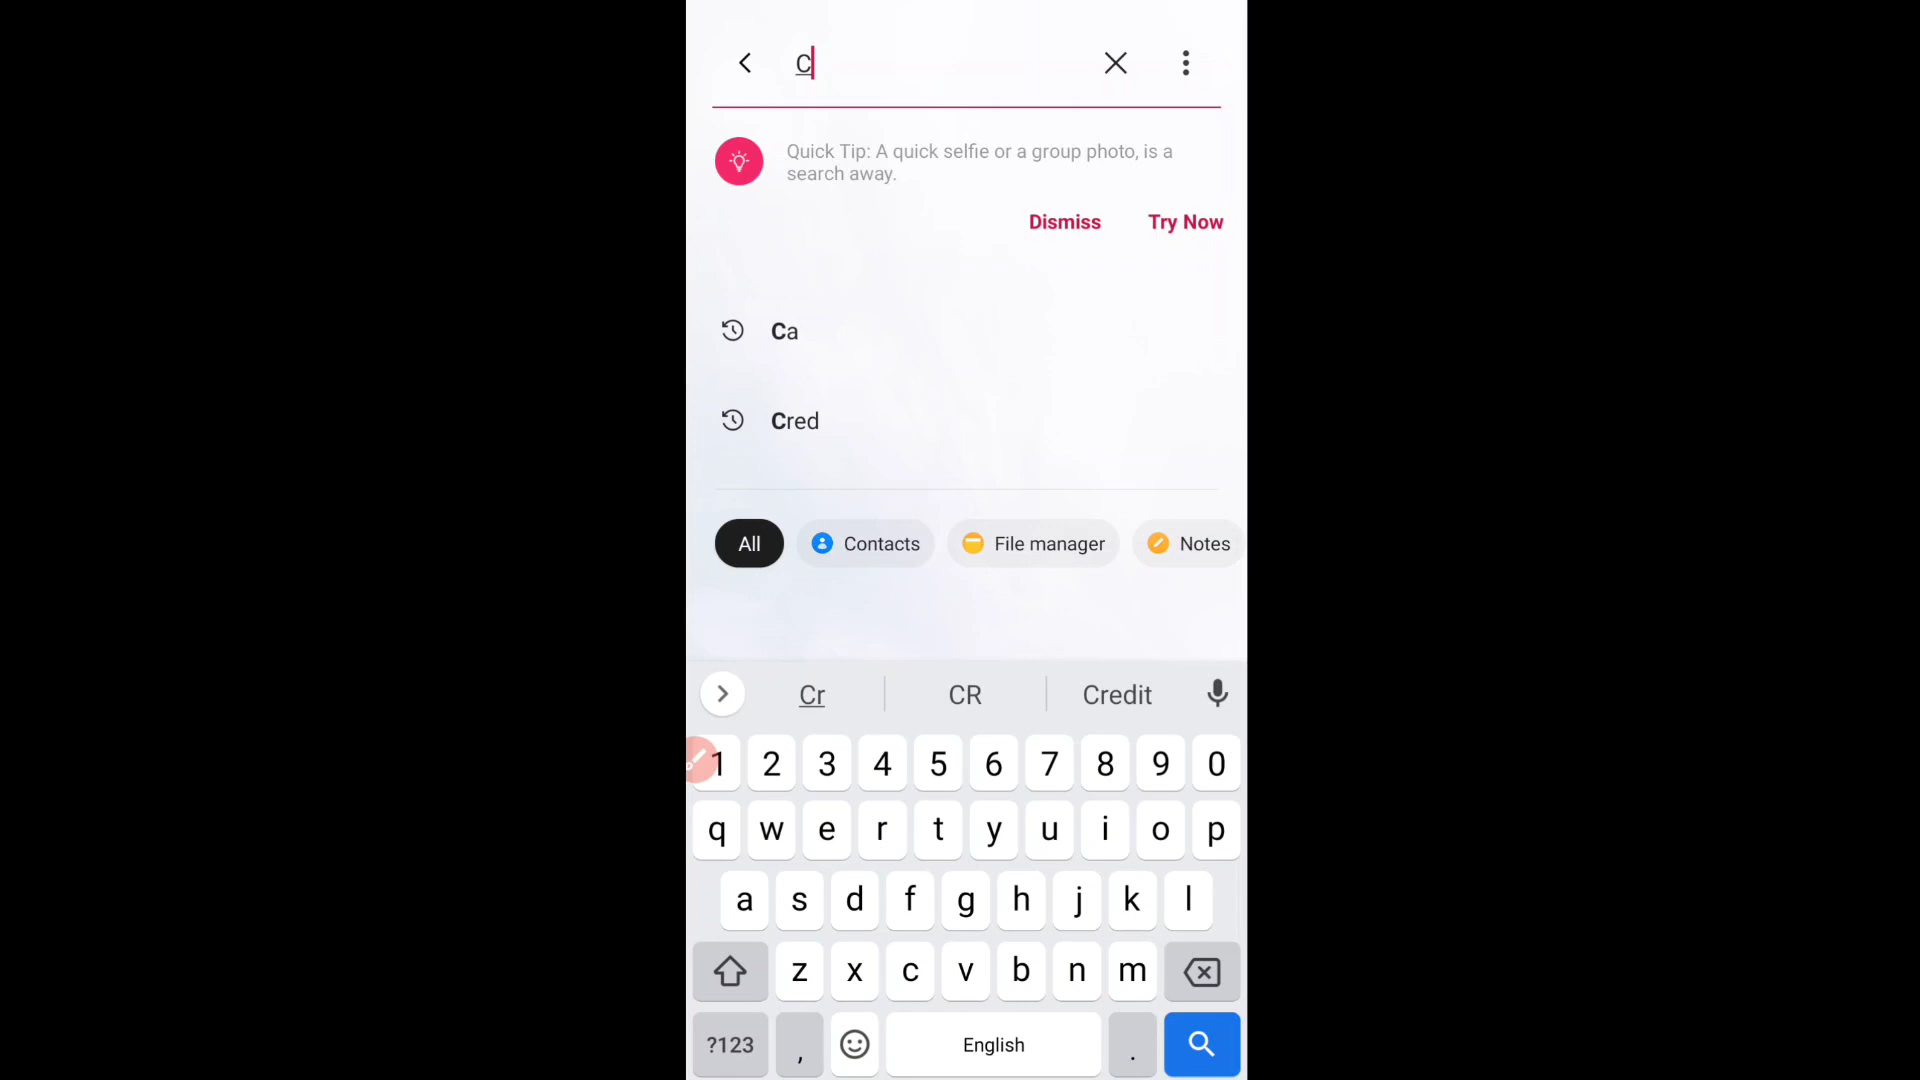 C
Quick Tip: A quick selfie or a group photo, is a
search away.
Dismiss Try Now
Ca
Cred
All Contacts File manager Notes
Cr CR Credit
1 2 3 4 5 6 7 8 9 0
q w e r t y u i o p
a s d f g h j k l
z x c v b n m
?123 , English .